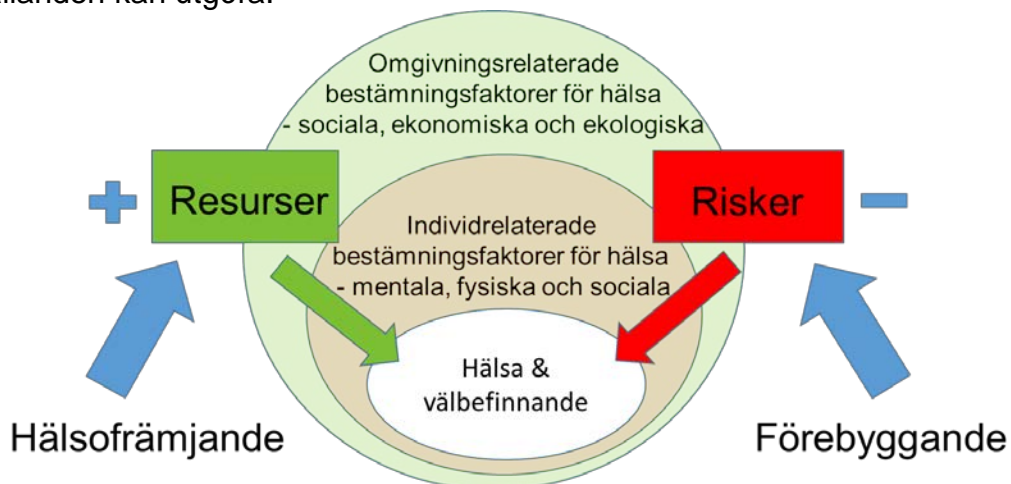 kan utgöra.
Omgivningsrelaterade
bestämningsfaktorer för hälsa
- sociala, ekonomiska och ekologiska
+
Resurser
Risker
−
Individrelaterade
bestämningsfaktorer för hälsa
- mentala, fysiska och sociala
Hälsa &
välbefinnande
Hälsofrämjande
Förebyggande